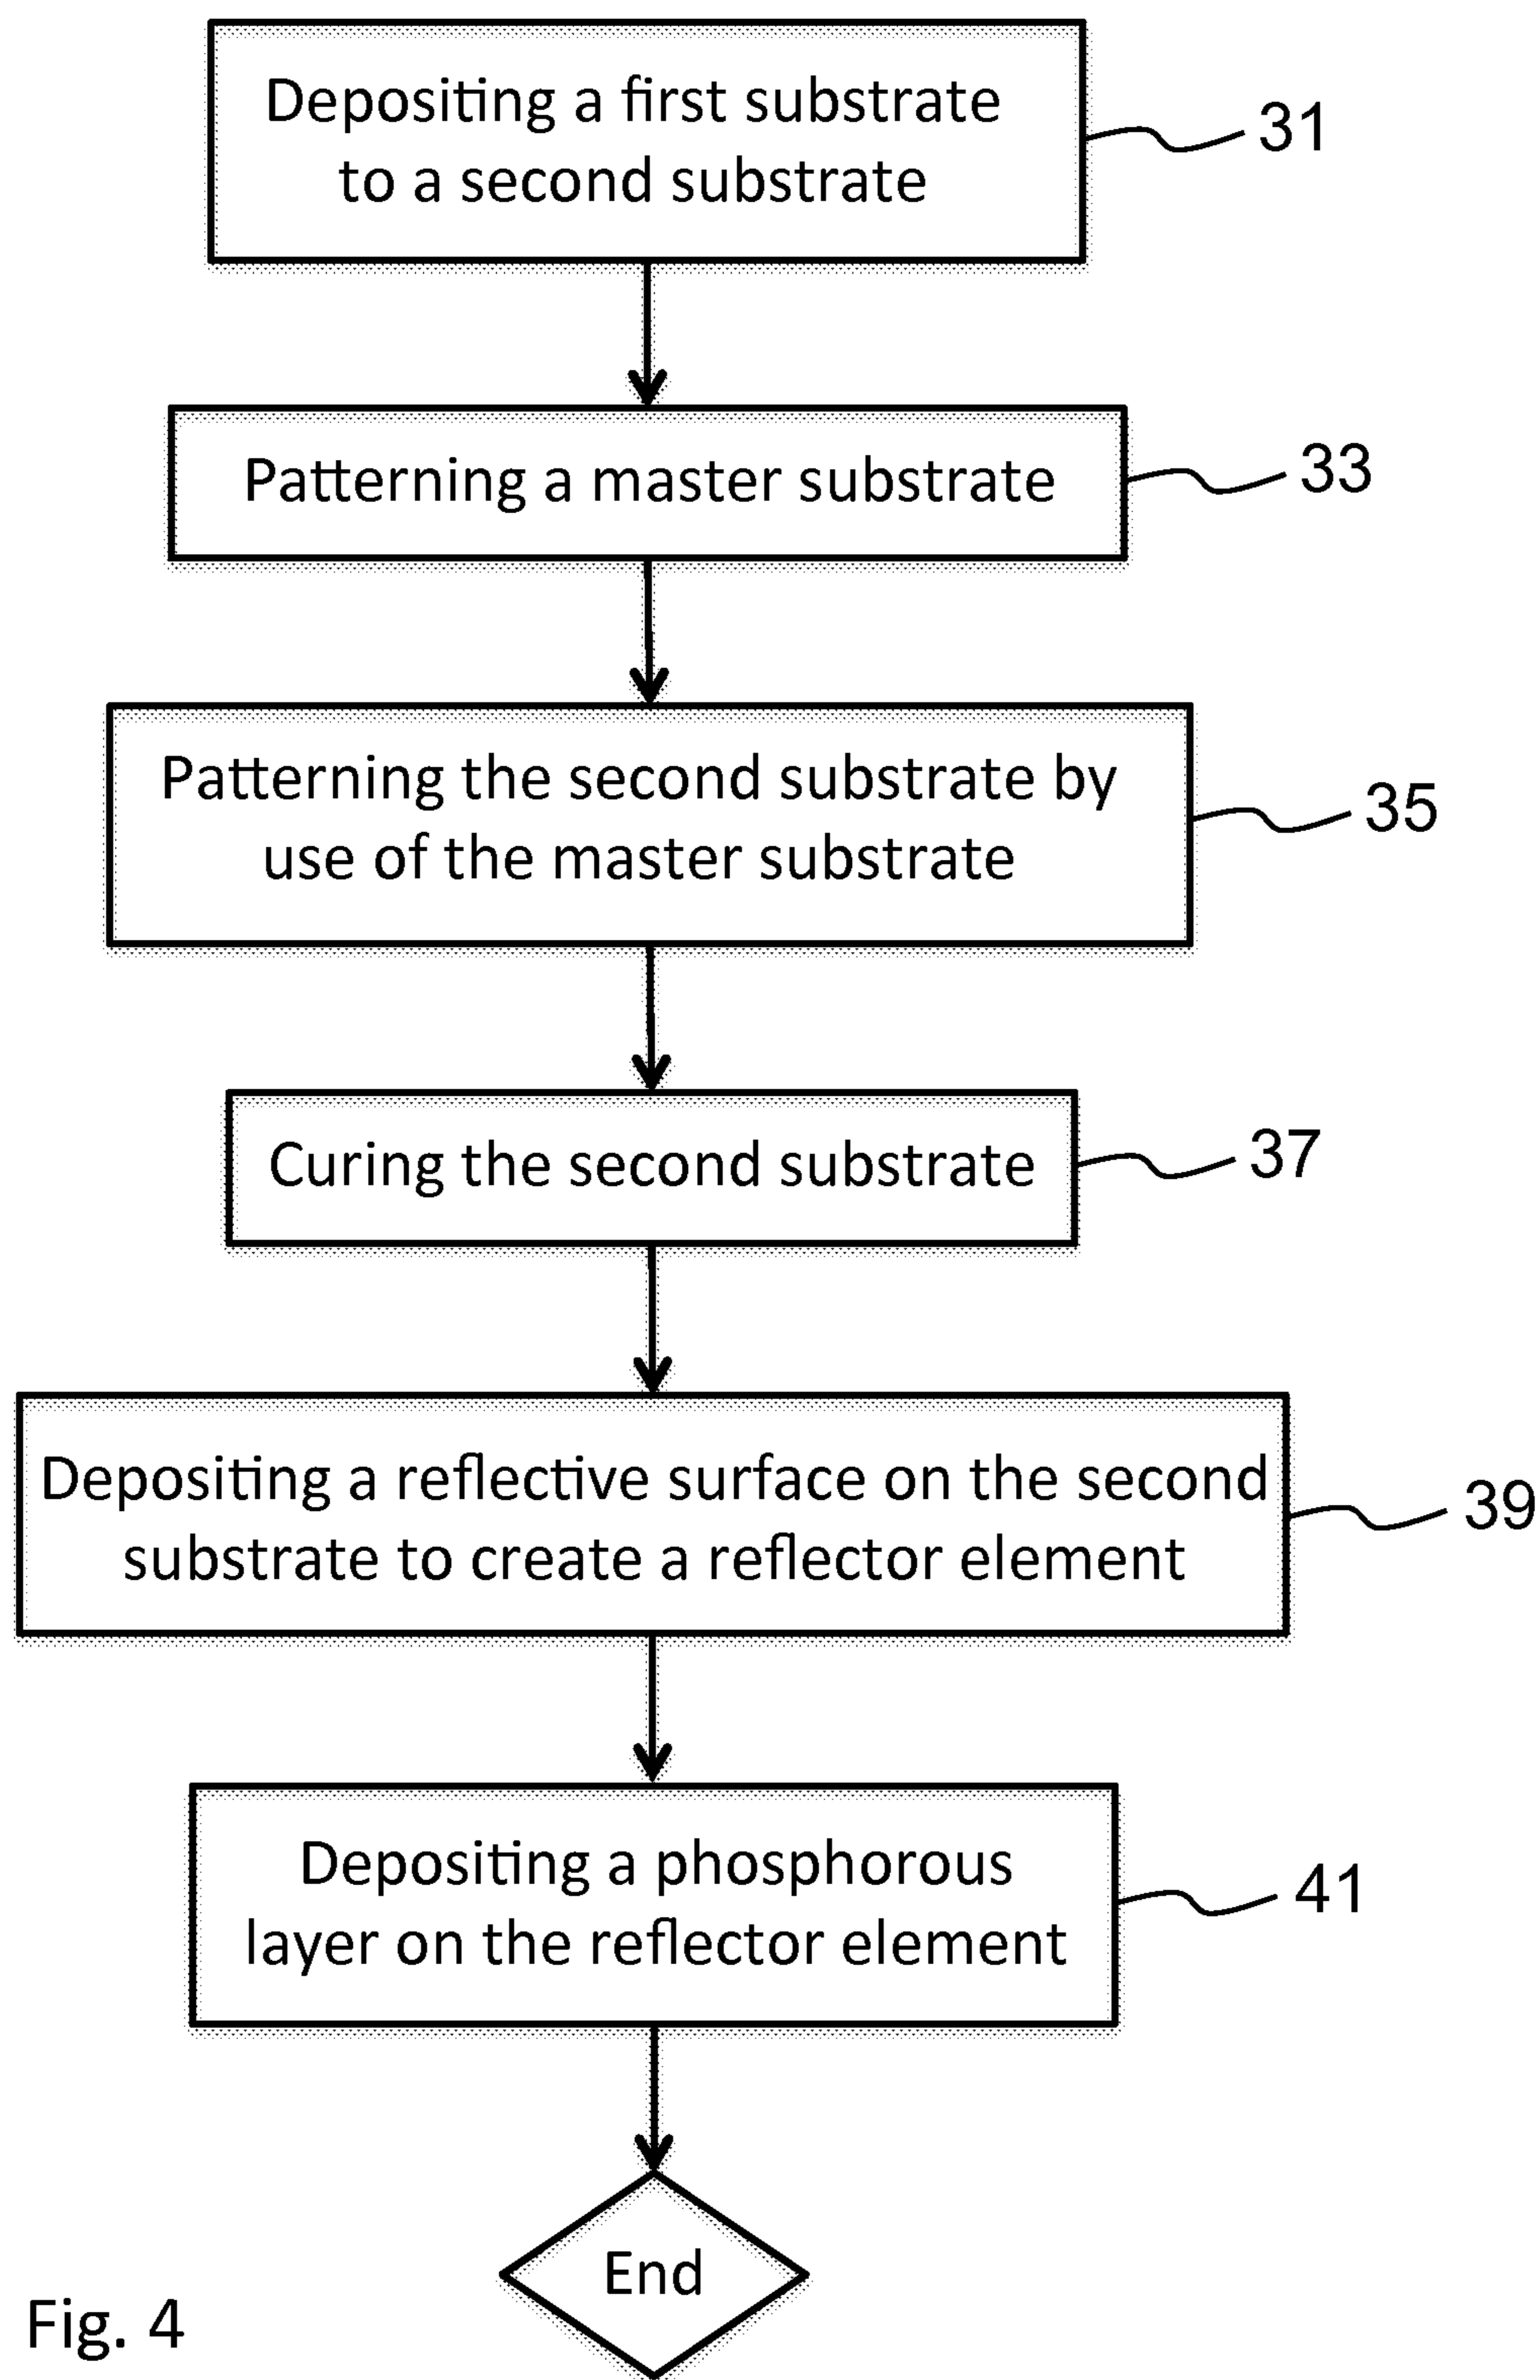 Depositing a first substrate
to a second substrate
31
Patterning a master substrate
33
Patterning the second substrate by
use of the master substrate
35
Curing the second substrate
37
Depositing a reflective surface on the second
substrate to create a reflector element
39
Depositing a phosphorous
layer on the reflector element
41
End
Fig. 4